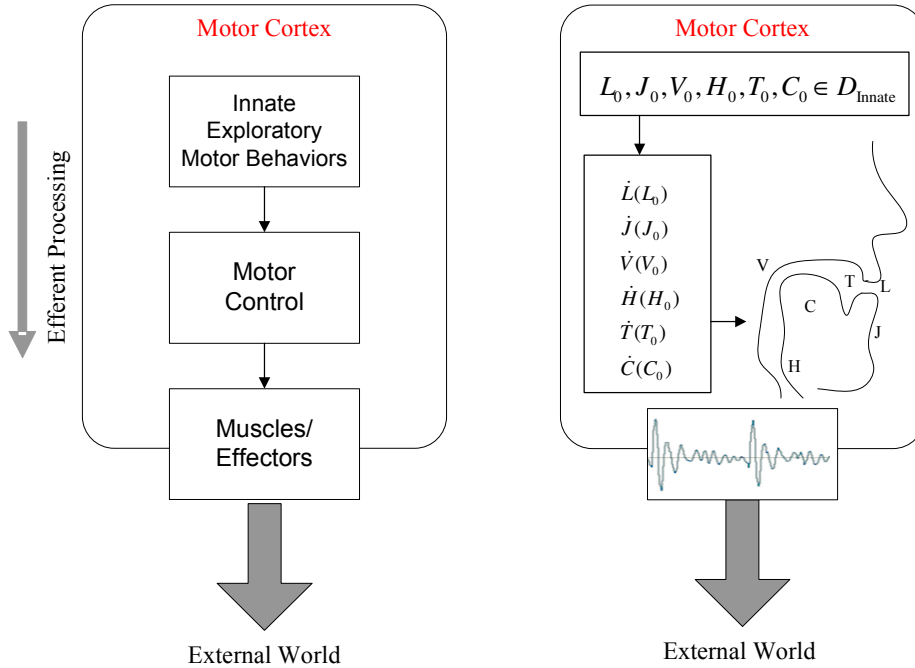 Motor Cortex
Innate
Exploratory
Motor Behaviors
Efferent Processing
Motor
Control
Muscles/
Effectors
External World
Motor Cortex
L₀, J₀, V₀, H₀, T₀, C₀ ∈ D_Innate
L̇(L₀)
J̇(J₀)
V̇(V₀)
Ḣ(H₀)
Ṫ(T₀)
Ċ(C₀)
V
T
L
C
J
H
External World